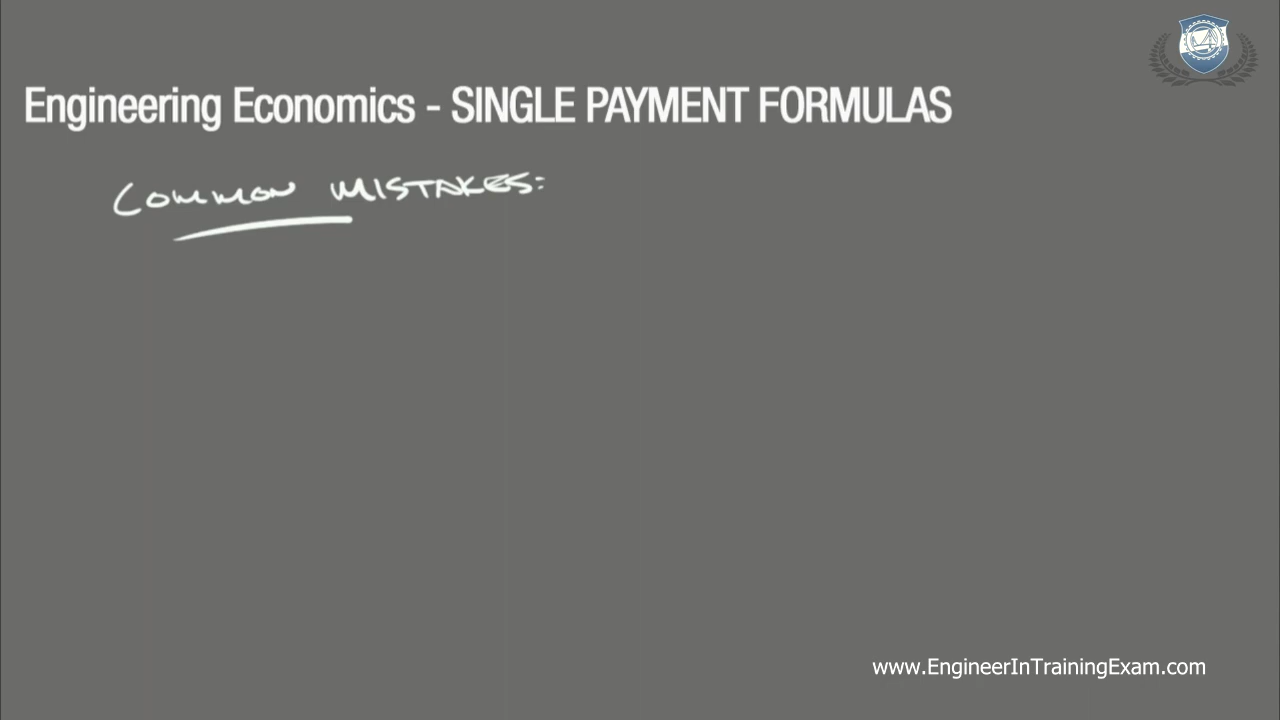 Engineering Economics - SINGLE PAYMENT FORMULAS
COMMON MISTAKES:
www.EngineerInTrainingExam.com